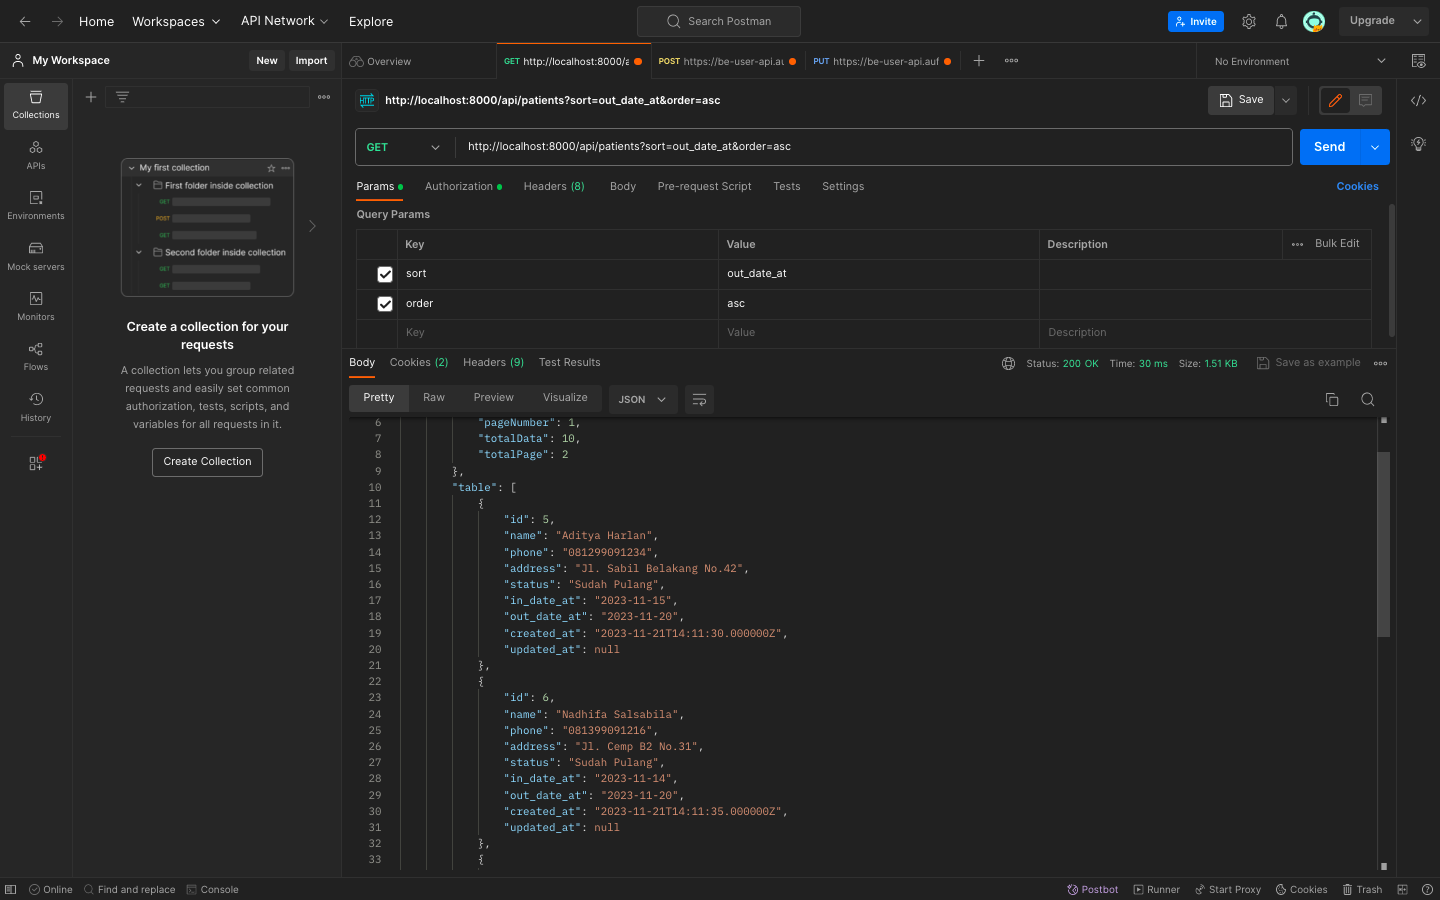 Home Workspaces API Network Explore Search Postman Invite Upgrade
My Workspace New Import Overview GET http://localhost:8000/a POST https://be-user-api.au PUT https://be-user-api.auf No Environment
Collections
APIs
Environments
Mock servers
Monitors
Flows
History
My first collection
First folder inside collection
GET
POST
GET
Second folder inside collection
GET
GET
Create a collection for your
requests
A collection lets you group related
requests and easily set common
authorization, tests, scripts, and
variables for all requests in it.
Create Collection
HTTP http://localhost:8000/api/patients?sort=out_date_at&order=asc Save
GET http://localhost:8000/api/patients?sort=out_date_at&order=asc Send
Params Authorization Headers (8) Body Pre-request Script Tests Settings Cookies
Query Params
Key Value Description Bulk Edit
sort out_date_at
order asc
Key Value Description
Body Cookies (2) Headers (9) Test Results Status: 200 OK Time: 30 ms Size: 1.51 KB Save as example
Pretty Raw Preview Visualize JSON
6 "pageNumber": 1,
7 "totalData": 10,
8 "totalPage": 2
9 },
10 "table": [
11 {
12 "id": 5,
13 "name": "Aditya Harlan",
14 "phone": "081299091234",
15 "address": "Jl. Sabil Belakang No.42",
16 "status": "Sudah Pulang",
17 "in_date_at": "2023-11-15",
18 "out_date_at": "2023-11-20",
19 "created_at": "2023-11-21T14:11:30.000000Z",
20 "updated_at": null
21 },
22 {
23 "id": 6,
24 "name": "Nadhifa Salsabila",
25 "phone": "081399091216",
26 "address": "Jl. Cemp B2 No.31",
27 "status": "Sudah Pulang",
28 "in_date_at": "2023-11-14",
29 "out_date_at": "2023-11-20",
30 "created_at": "2023-11-21T14:11:35.000000Z",
31 "updated_at": null
32 },
33 {
Online Find and replace Console Postbot Runner Start Proxy Cookies Trash